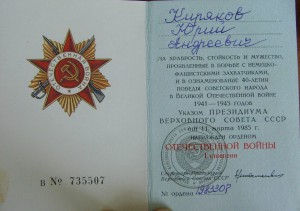 В № 735507
Киряков
Юрий
Андреевич
ЗА ХРАБРОСТЬ, СТОЙКОСТЬ И МУЖЕСТВО,
ПРОЯВЛЕННЫЕ В БОРЬБЕ С НЕМЕЦКО-
ФАШИСТСКИМИ ЗАХВАТЧИКАМИ, И
В ОЗНАМЕНОВАНИЕ 40-ЛЕТИЯ
ПОБЕДЫ СОВЕТСКОГО НАРОДА
В ВЕЛИКОЙ ОТЕЧЕСТВЕННОЙ ВОЙНЕ
1941—1945 ГОДОВ
УКАЗОМ ПРЕЗИДИУМА
ВЕРХОВНОГО СОВЕТА СССР
ОТ 11 марта 1985 г.
НАГРАЖДЕН ОРДЕНОМ
ОТЕЧЕСТВЕННОЙ ВОЙНЫ
I СТЕПЕНИ
№ ордена